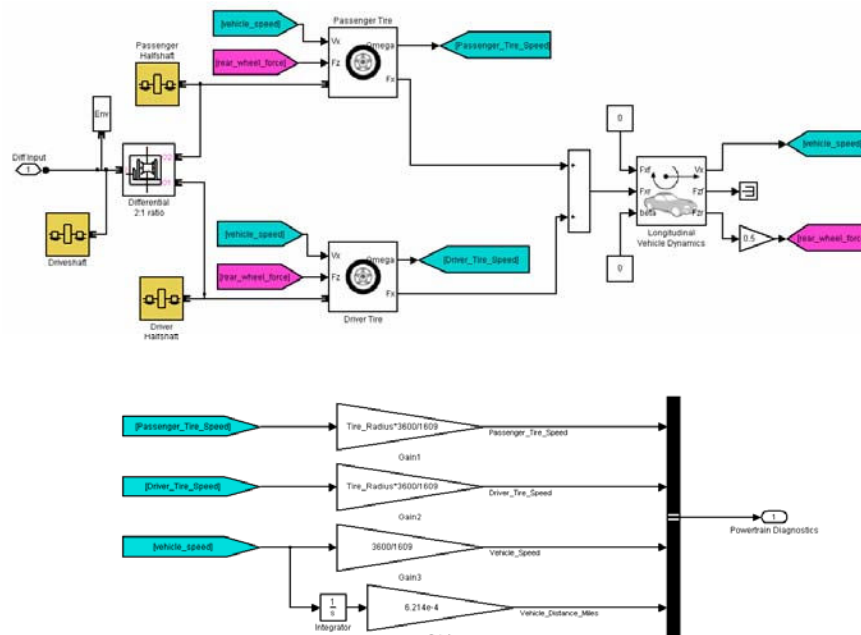 Passenger Tire
[vehicle_speed]
Vx
Omega
[Passenger_Tire_Speed]
[rear_wheel_force]
Fz
Fx
Passenger
Halfshaft
Env
Diff Input
1
Differential
2:1 ratio
Driveshaft
[vehicle_speed]
Vx
Omega
[Driver_Tire_Speed]
[rear_wheel_force]
Fz
Fx
Driver Tire
Driver
Halfshaft
+
+
0
Fxf
Vx
[vehicle_speed]
Fxr
Fzf
beta
Fzr
0.5
[rear_wheel_force]
Longitudinal
Vehicle Dynamics
0
[Passenger_Tire_Speed]
Tire_Radius*3600/1609
Passenger_Tire_Speed
Gain1
[Driver_Tire_Speed]
Tire_Radius*3600/1609
Driver_Tire_Speed
Gain2
[vehicle_speed]
3600/1609
Vehicle_Speed
Gain3
1
s
Integrator
6.214e-4
Vehicle_Distance_Miles
1
Powertrain Diagnostics